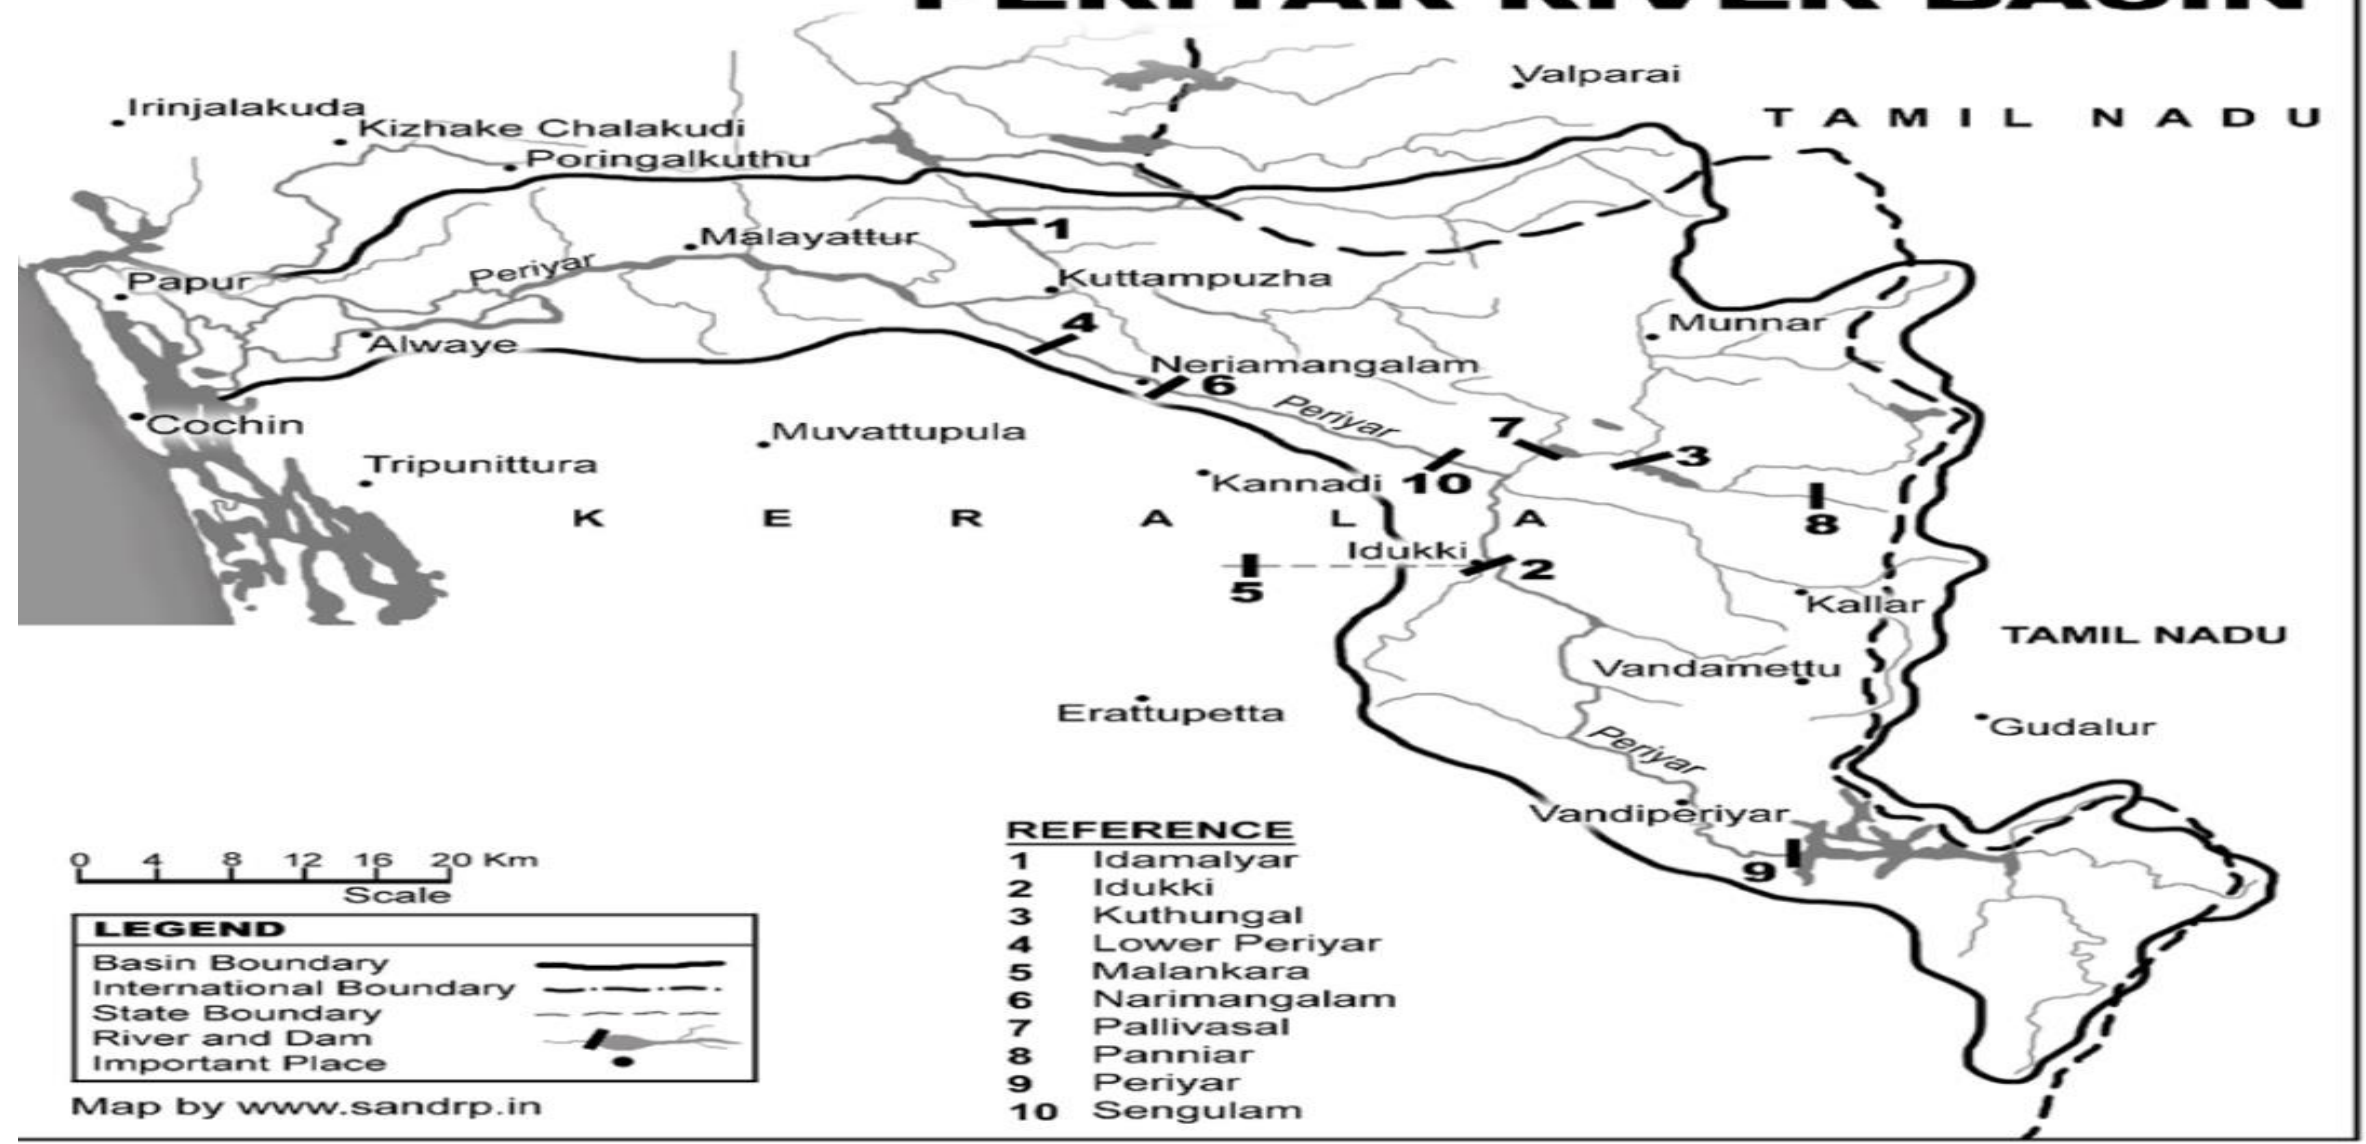 PERIYAR RIVER BASIN
Valparai
Irinjalakuda
TAMIL NADU
Kizhake Chalakudi
Poringalkuthu
1
Malayattur
Periyar
Papur
Kuttampuzha
4
Munnar
Alwaye
Neriamangalam
6
Periyar
7
Cochin
Muvattupula
3
Tripunittura
Kannadi
10
KERALA
8
Idukki
2
5
Kallar
TAMIL NADU
Vandamettu
Erattupetta
Gudalur
Periyar
Vandiperiyar
9
0 4 8 12 16 20 Km
Scale
LEGEND
Basin Boundary
International Boundary
State Boundary
River and Dam
Important Place
Map by www.sandrp.in
REFERENCE
1 Idamalyar
2 Idukki
3 Kuthungal
4 Lower Periyar
5 Malankara
6 Narimangalam
7 Pallivasal
8 Panniar
9 Periyar
10 Sengulam